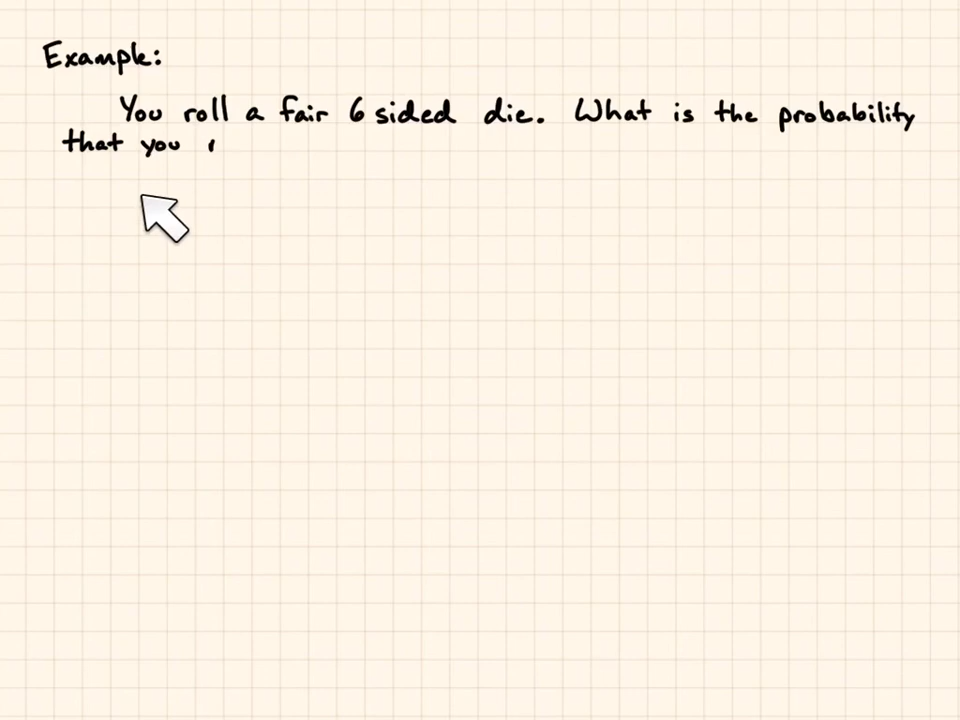 Example:
You roll a fair 6 sided die. What is the probability
that you